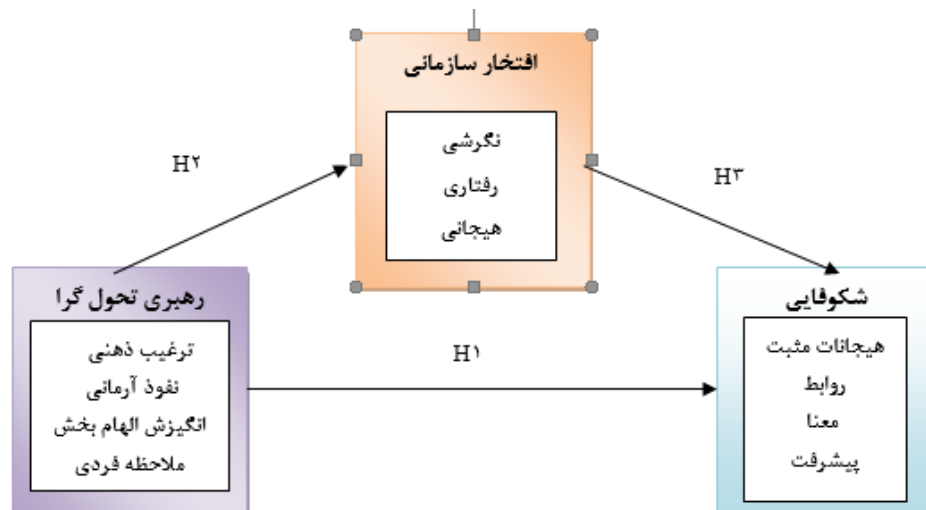 افتخار سازمانی
نگرشی
رفتاری
هیجانی
H۲
H۳
رهبری تحول گرا
ترغیب ذهنی
نفوذ آرمانی
انگیزش الهام بخش
ملاحظه فردی
H۱
شکوفایی
هیجانات مثبت
روابط
معنا
پیشرفت